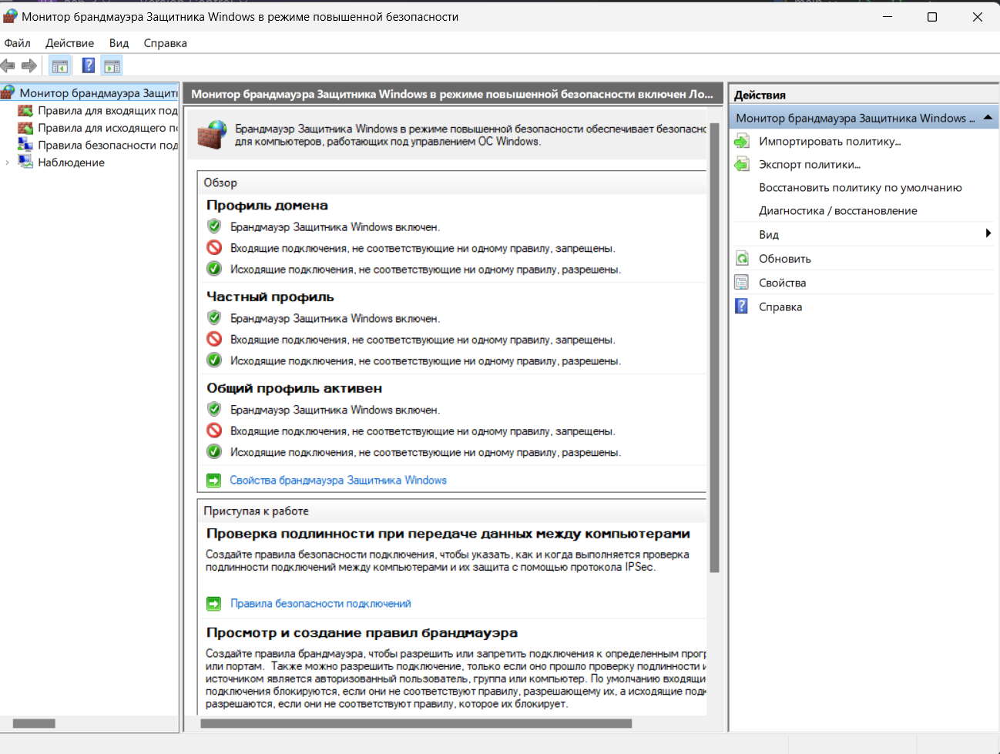 Монитор брандмауэра Защитника Windows в режиме повышенной безопасности
Файл Действие Вид Справка
Монитор брандмауэра Защит
Правила для входящих под
Правила для исходящего п
Правила безопасности под
Наблюдение
Монитор брандмауэра Защитника Windows в режиме повышенной безопасности включен Ло...
Брандмауэр Защитника Windows в режиме повышенной безопасности обеспечивает безопасно
для компьютеров, работающих под управлением ОС Windows.
Обзор
Профиль домена
Брандмауэр Защитника Windows включен.
Входящие подключения, не соответствующие ни одному правилу, запрещены.
Исходящие подключения, не соответствующие ни одному правилу, разрешены.
Частный профиль
Брандмауэр Защитника Windows включен.
Входящие подключения, не соответствующие ни одному правилу, запрещены.
Исходящие подключения, не соответствующие ни одному правилу, разрешены.
Общий профиль активен
Брандмауэр Защитника Windows включен.
Входящие подключения, не соответствующие ни одному правилу, запрещены.
Исходящие подключения, не соответствующие ни одному правилу, разрешены.
Свойства брандмауэра Защитника Windows
Приступая к работе
Проверка подлинности при передаче данных между компьютерами
Создайте правила безопасности подключения, чтобы указать, как и когда выполняется проверка
подлинности подключений между компьютерами и их защита с помощью протокола IPSec.
Правила безопасности подключений
Просмотр и создание правил брандмауэра
Создайте правила брандмауэра, чтобы разрешить или запретить подключения к определенным прогр
или портам. Также можно разрешить подключение, только если оно прошло проверку подлинности и
источником является авторизованный пользователь, группа или компьютер. По умолчанию входящи
подключения блокируются, если они не соответствуют правилу, разрешающему их, а исходящие подк
разрешаются, если они не соответствуют правилу, которое их блокирует.
Действия
Монитор брандмауэра Защитника Windows ...
Импортировать политику...
Экспорт политики...
Восстановить политику по умолчанию
Диагностика / восстановление
Вид
Обновить
Свойства
Справка